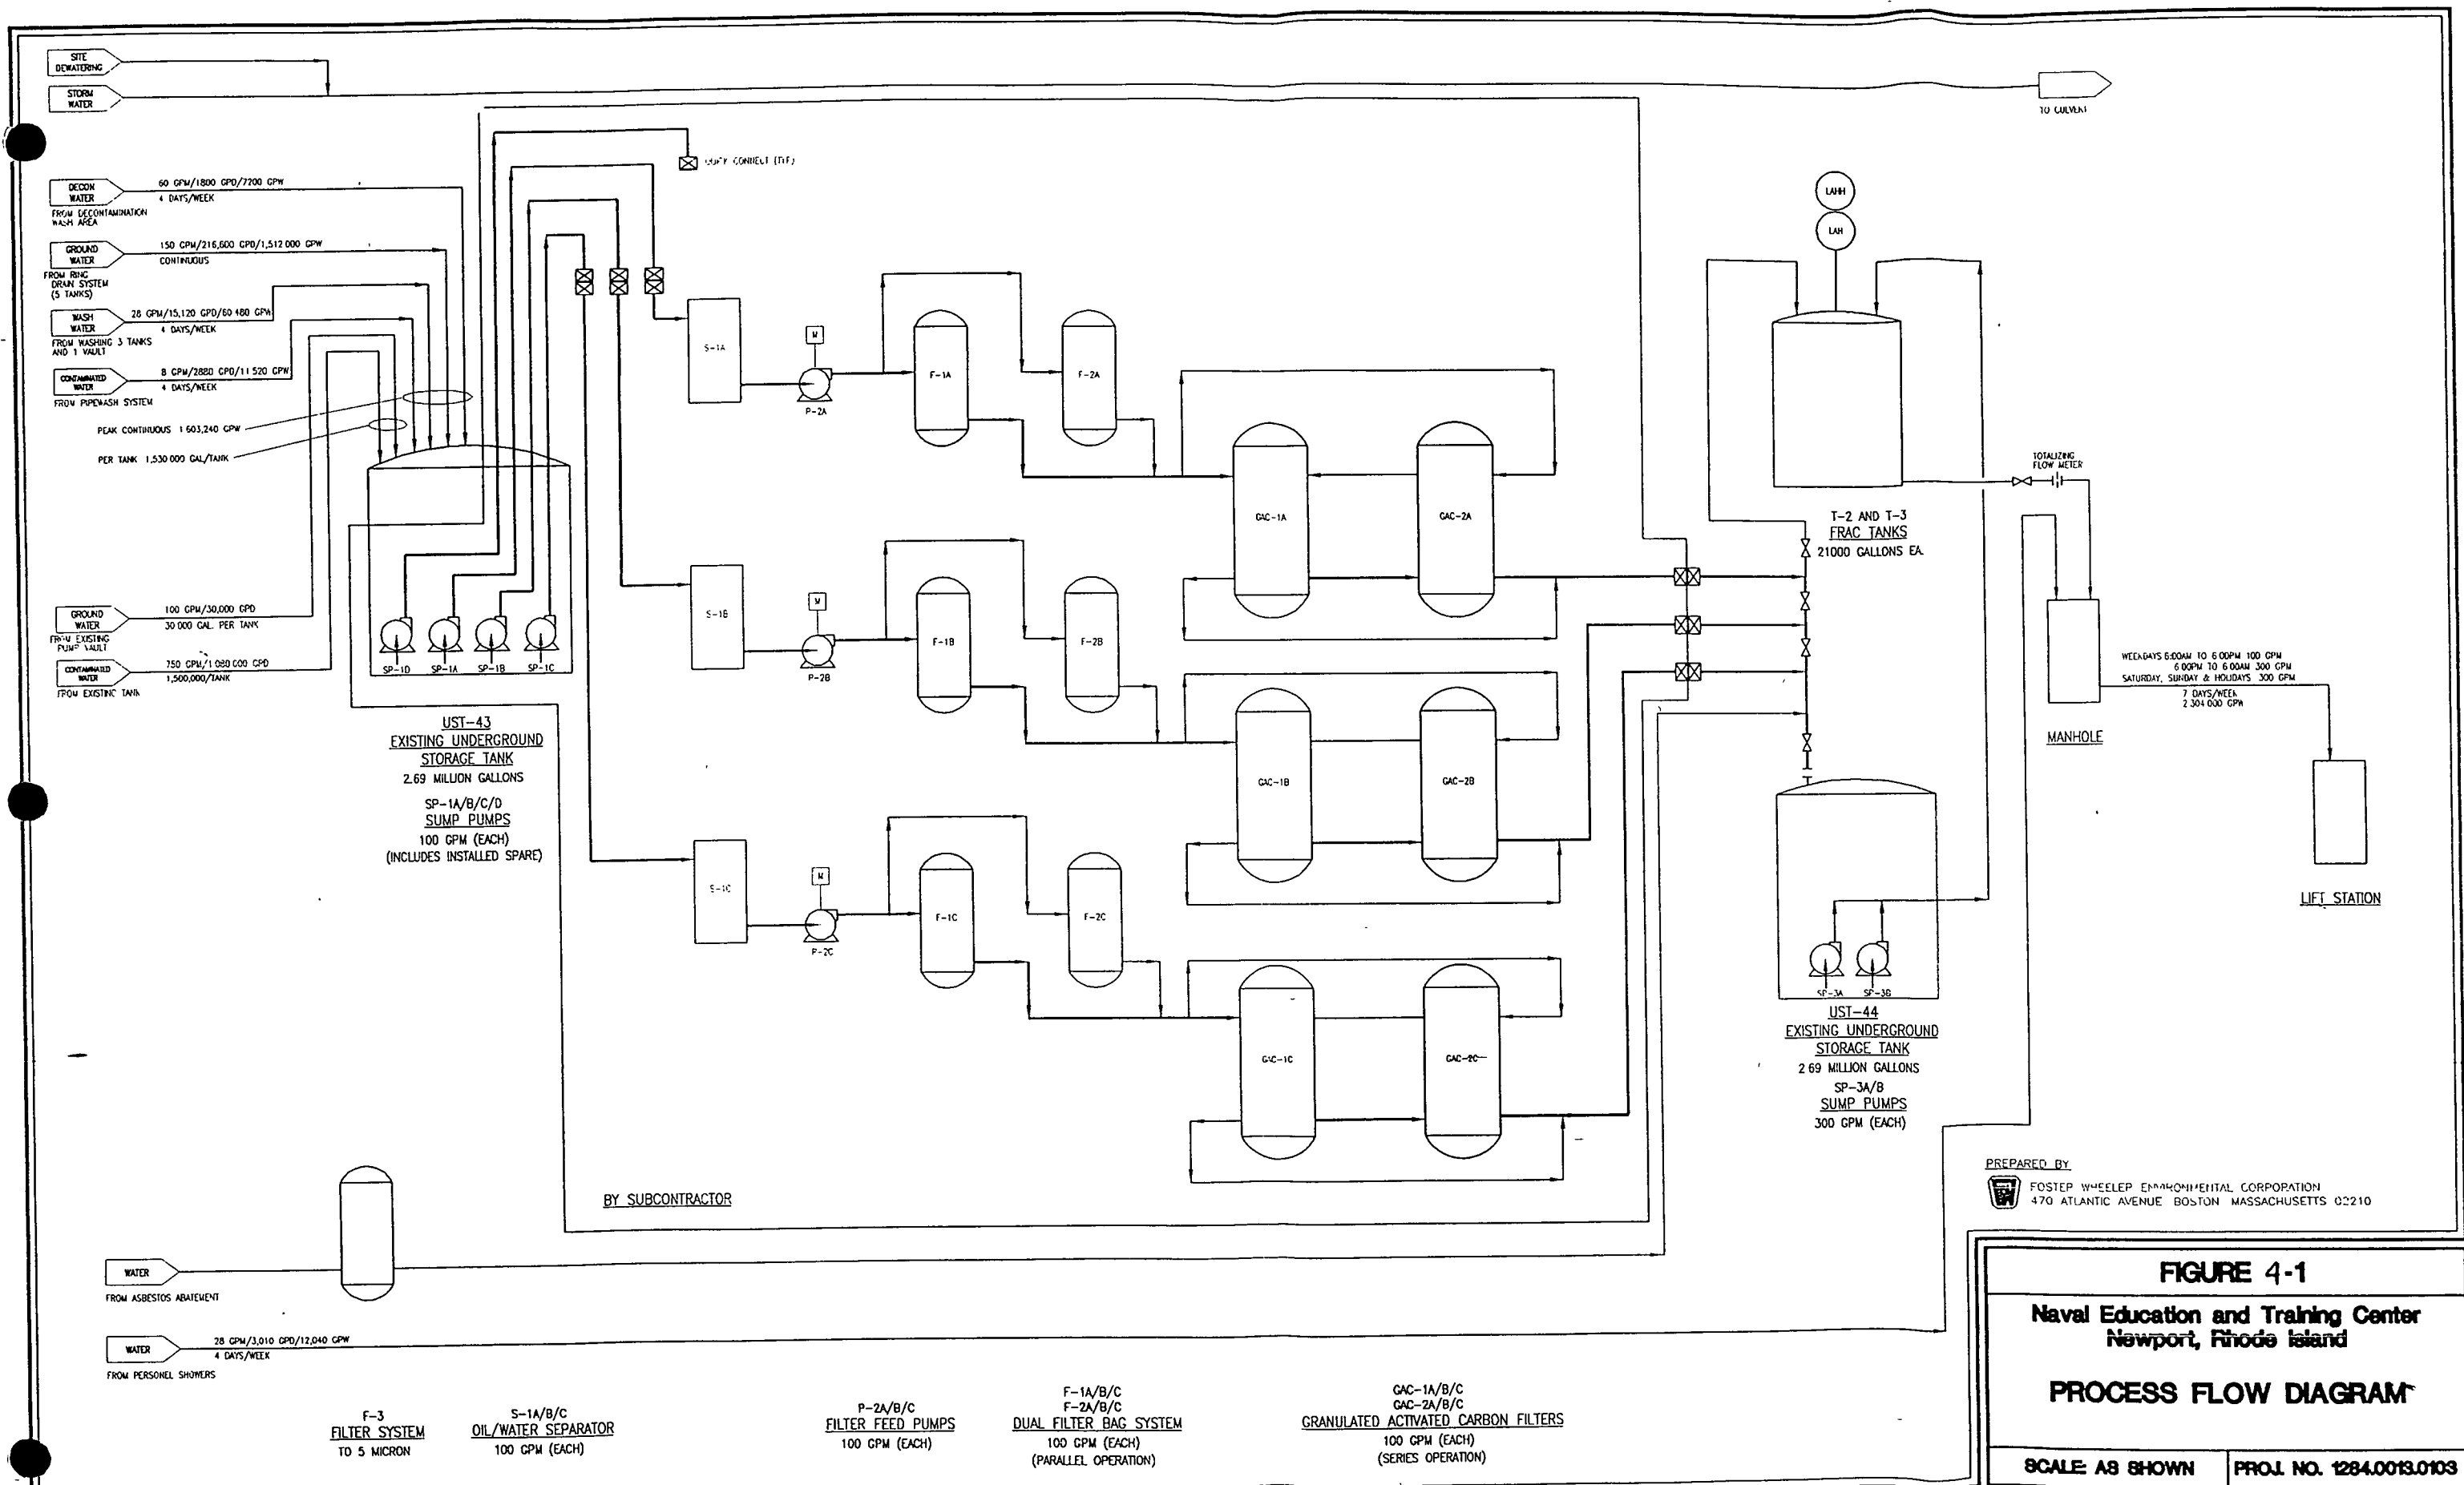 SITE
DEWATERING
STORM
WATER
TO CULVERT
DECON
WATER
60 GPM/1800 GPD/7200 GPW
4 DAYS/WEEK
FROM DECONTAMINATION
WASH AREA
GROUND
WATER
150 GPM/216,600 GPD/1,512 000 GPW
CONTINUOUS
FROM RING
DRAIN SYSTEM
(5 TANKS)
WASH
WATER
28 GPM/15,120 GPD/60 480 GPW
4 DAYS/WEEK
FROM WASHING 3 TANKS
AND 1 VAULT
CONTAMINATED
WATER
8 GPM/2880 GPD/11 520 GPW
4 DAYS/WEEK
FROM PIPEWASH SYSTEM
PEAK CONTINUOUS 1 603,240 GPW
PER TANK 1,530 000 GAL/TANK
GROUND
WATER
100 GPM/30,000 GPD
30 000 GAL. PER TANK
FROM EXISTING
PUMP VAULT
CONTAMINATED
WATER
750 GPM/1 080 000 GPD
1,500,000/TANK
FROM EXISTING TANK
SP-1D
SP-1A
SP-1B
SP-1C
UST-43
EXISTING UNDERGROUND
STORAGE TANK
2.69 MILLION GALLONS
SP-1A/B/C/D
SUMP PUMPS
100 GPM (EACH)
(INCLUDES INSTALLED SPARE)
CONNECT
S-1A
M
P-2A
F-1A
F-2A
GAC-1A
GAC-2A
S-1B
M
P-2B
F-1B
F-2B
GAC-1B
GAC-2B
S-1C
M
P-2C
F-1C
F-2C
GAC-1C
GAC-2C
BY SUBCONTRACTOR
LAHH
LAH
T-2 AND T-3
FRAC TANKS
21000 GALLONS EA.
TOTALIZING
FLOW METER
MANHOLE
WEEKDAYS 6:00AM TO 6 00PM 100 GPM
6 00PM TO 6 00AM 300 GPM
SATURDAY, SUNDAY & HOLIDAYS 300 GPM
7 DAYS/WEEK
2 304 000 GPW
LIFT STATION
SP-3A
SP-3B
UST-44
EXISTING UNDERGROUND
STORAGE TANK
2 69 MILLION GALLONS
SP-3A/B
SUMP PUMPS
300 GPM (EACH)
WATER
FROM ASBESTOS ABATEMENT
WATER
28 GPM/3,010 GPD/12,040 GPW
4 DAYS/WEEK
FROM PERSONEL SHOWERS
F-3
FILTER SYSTEM
TO 5 MICRON
S-1A/B/C
OIL/WATER SEPARATOR
100 GPM (EACH)
P-2A/B/C
FILTER FEED PUMPS
100 GPM (EACH)
F-1A/B/C
F-2A/B/C
DUAL FILTER BAG SYSTEM
100 GPM (EACH)
(PARALLEL OPERATION)
GAC-1A/B/C
GAC-2A/B/C
GRANULATED ACTIVATED CARBON FILTERS
100 GPM (EACH)
(SERIES OPERATION)
PREPARED BY
FOSTER WHEELER ENVIRONMENTAL CORPORATION
470 ATLANTIC AVENUE BOSTON MASSACHUSETTS 02210
FIGURE 4-1
Naval Education and Training Center
Newport, Rhode Island
PROCESS FLOW DIAGRAM
SCALE: AS SHOWN
PROJ. NO. 1284.0013.0103